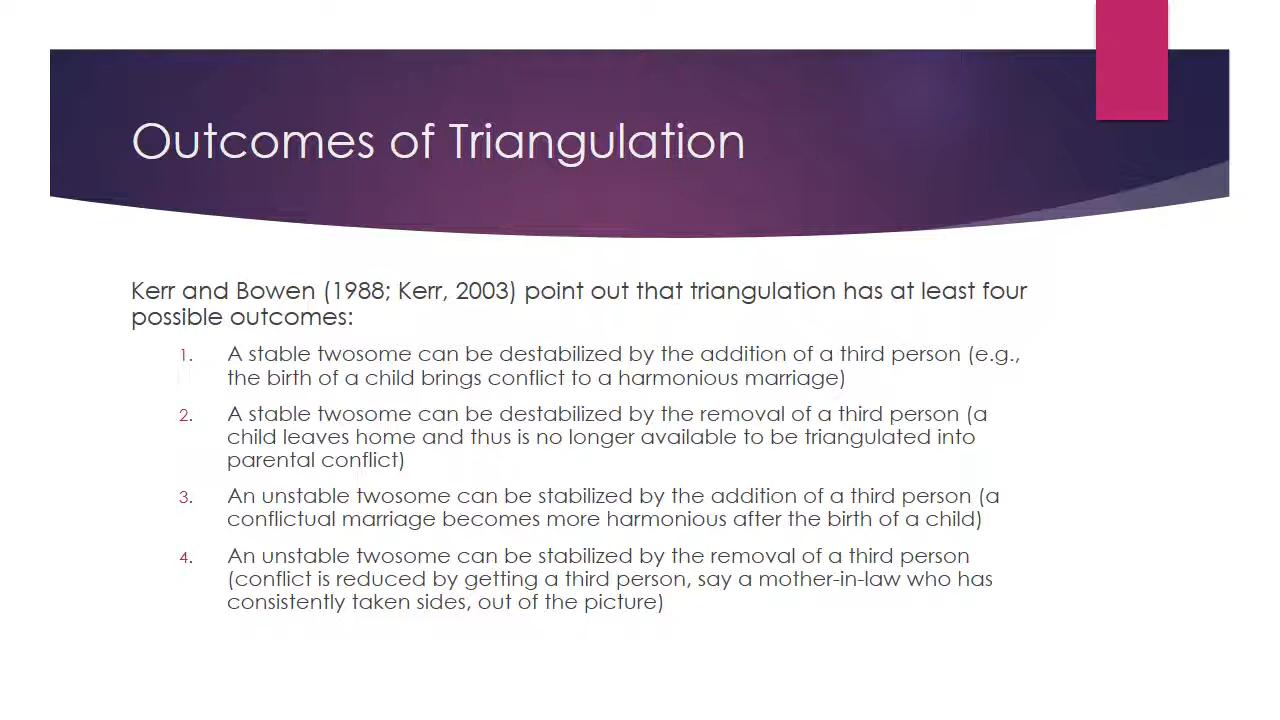 Outcomes of Triangulation
Kerr and Bowen (1988; Kerr, 2003) point out that triangulation has at least four
possible outcomes:
1. A stable twosome can be destabilized by the addition of a third person (e.g.,
the birth of a child brings conflict to a harmonious marriage)
2. A stable twosome can be destabilized by the removal of a third person (a
child leaves home and thus is no longer available to be triangulated into
parental conflict)
3. An unstable twosome can be stabilized by the addition of a third person (a
conflictual marriage becomes more harmonious after the birth of a child)
4. An unstable twosome can be stabilized by the removal of a third person
(conflict is reduced by getting a third person, say a mother-in-law who has
consistently taken sides, out of the picture)